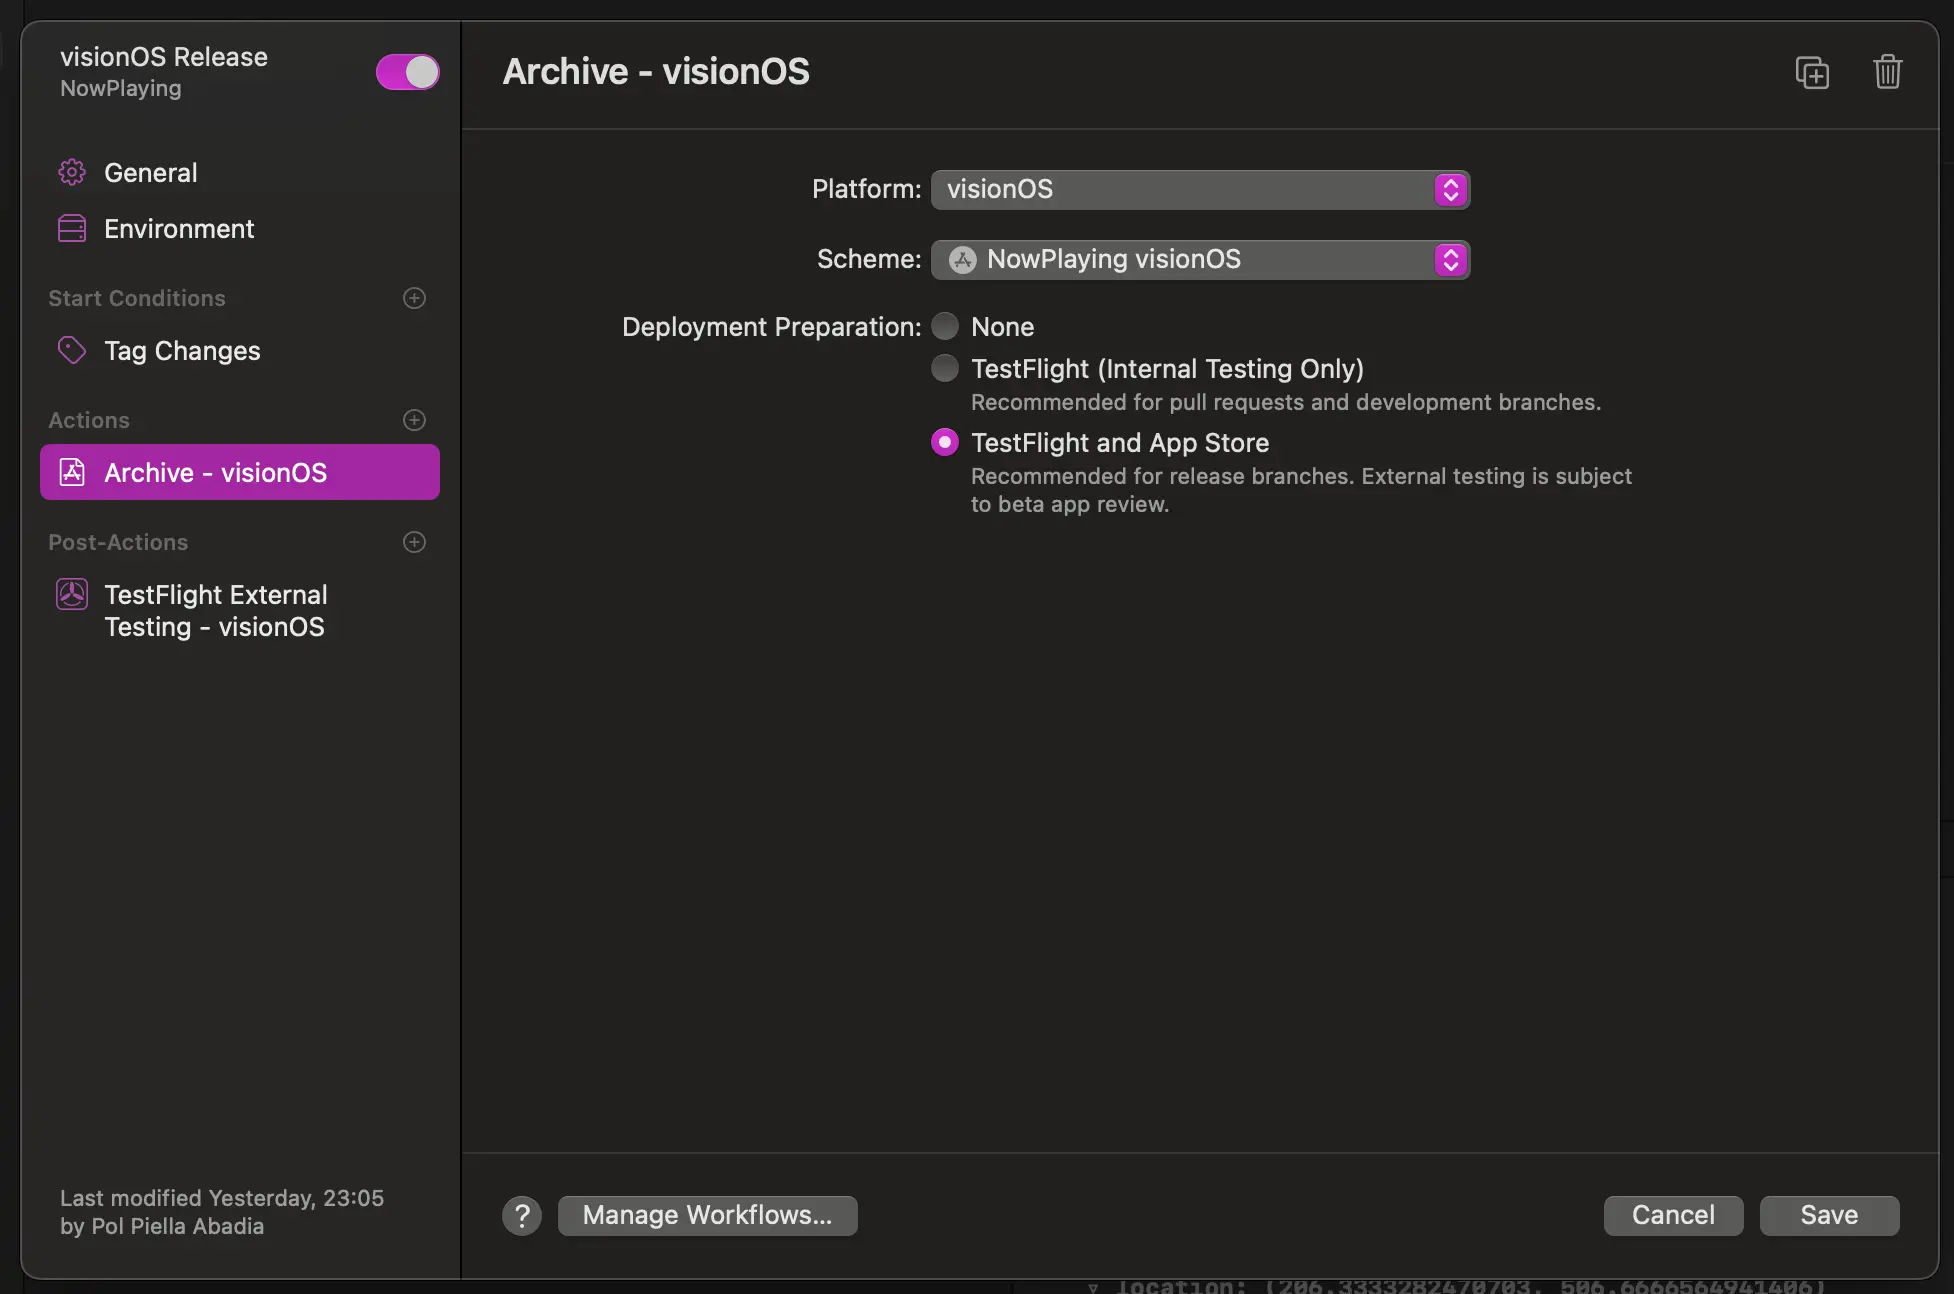 visionOS Release
NowPlaying
General
Environment
Start Conditions
Tag Changes
Actions
Archive - visionOS
Post-Actions
TestFlight External
Testing - visionOS
Last modified Yesterday, 23:05
by Pol Piella Abadia
Archive - visionOS
Platform: visionOS
Scheme: NowPlaying visionOS
Deployment Preparation: None
TestFlight (Internal Testing Only)
Recommended for pull requests and development branches.
TestFlight and App Store
Recommended for release branches. External testing is subject
to beta app review.
? Manage Workflows... Cancel Save
location: (206.3333282470703, 506.6666564941406)